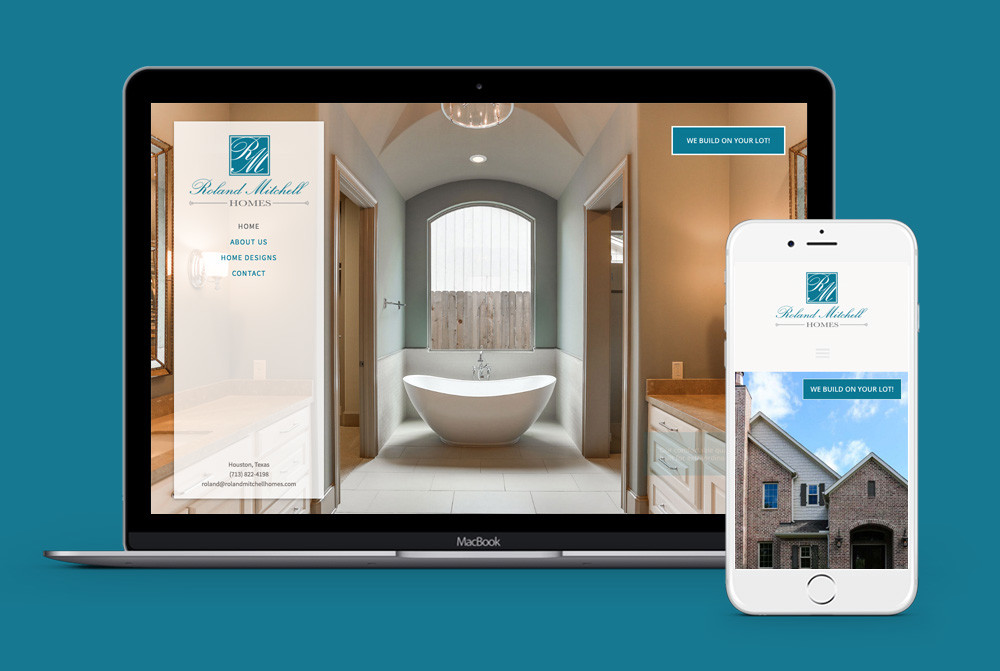 RM
Roland Mitchell
HOMES
HOME
ABOUT US
HOME DESIGNS
CONTACT
Houston, Texas
(713) 822-4198
roland@rolandmitchellhomes.com
WE BUILD ON YOUR LOT!
MacBook
RM
Roland Mitchell
HOMES
WE BUILD ON YOUR LOT!